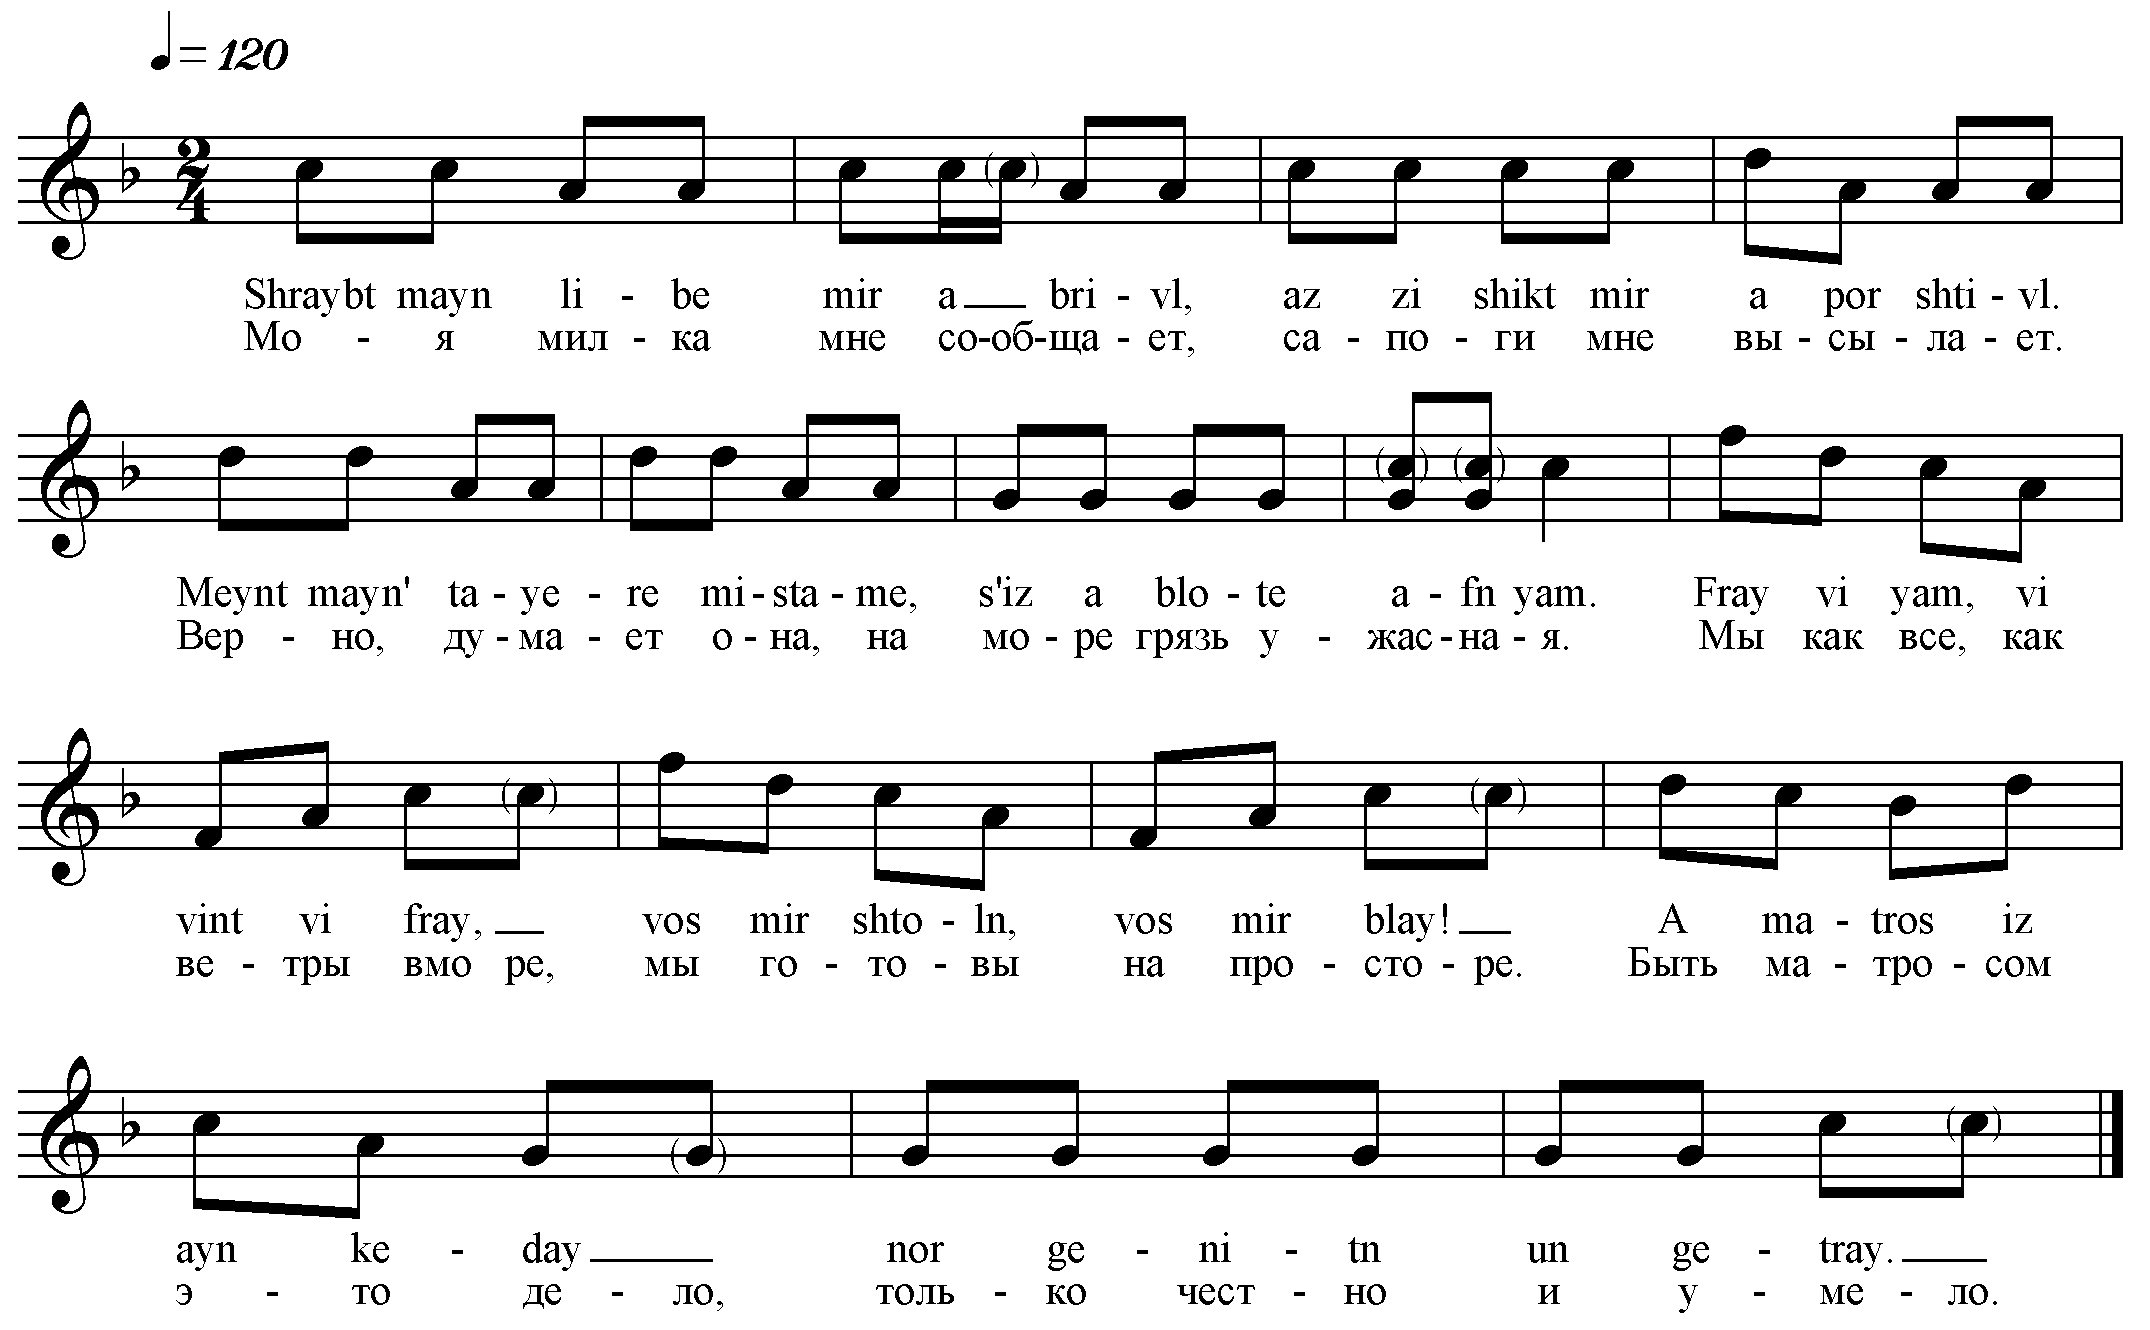 = 120
2/4
Shraybt mayn li - be mir a bri - vl, az zi shikt mir a por shti - vl.
Мо - я мил - ка мне со-об-ща - ет, са - по - ги мне вы - сы - ла - ет.
Meynt mayn' ta - ye - re mi - sta - me, s'iz a blo - te a - fn yam. Fray vi yam, vi
Вер - но, ду - ма - ет о - на, на мо - ре грязь у - жас - на - я. Мы как все, как
vint vi fray, vos mir shto - ln, vos mir blay! A ma - tros iz
ве - тры вмо ре, мы го - то - вы на про - сто - ре. Быть ма - тро - сом
ayn ke - day nor ge - ni - tn un ge - tray.
э - то де - ло, толь - ко чест - но и у - ме - ло.